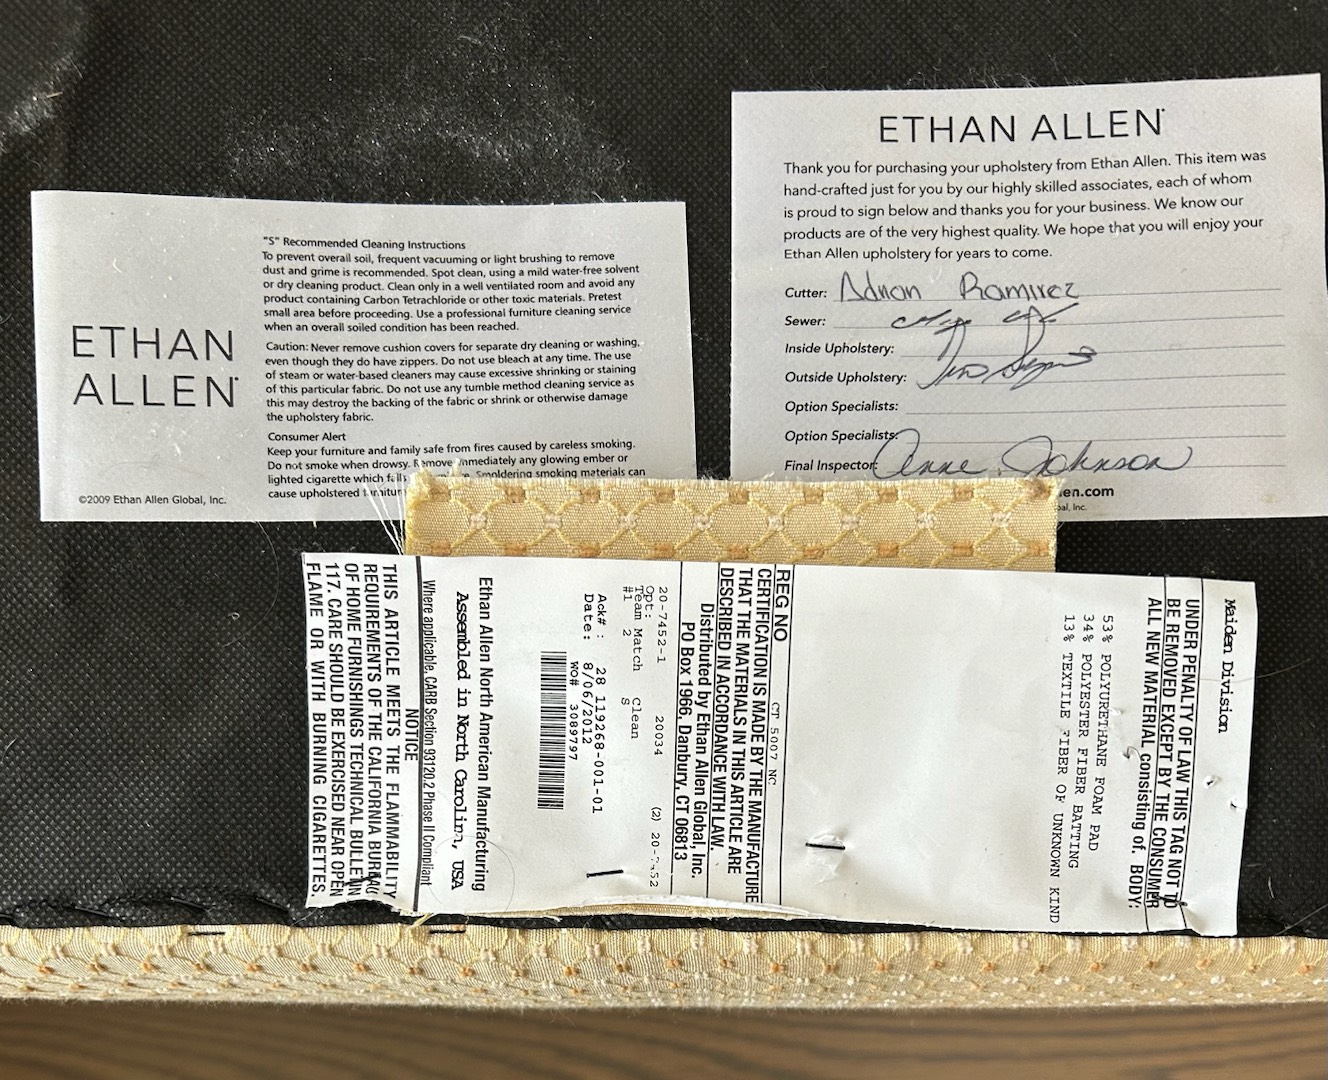 ETHAN
ALLEN
"S" Recommended Cleaning Instructions
To prevent overall soil, frequent vacuuming or light brushing to remove
dust and grime is recommended. Spot clean, using a mild water-free solvent
or dry cleaning product. Clean only in a well ventilated room and avoid any
product containing Carbon Tetrachloride or other toxic materials. Pretest
small area before proceeding. Use a professional furniture cleaning service
when an overall soiled condition has been reached.
Caution: Never remove cushion covers for separate dry cleaning or washing,
even though they do have zippers. Do not use bleach at any time. The use
of steam or water-based cleaners may cause excessive shrinking or staining
of this particular fabric. Do not use any tumble method cleaning service as
this may destroy the backing of the fabric or shrink or otherwise damage
the upholstery fabric.
Consumer Alert
Keep your furniture and family safe from fires caused by careless smoking.
Do not smoke when drowsy. Remove immediately any glowing ember or
lighted cigarette which Smoldering smoking materials can
cause upholstered
©2009 Ethan Allen Global, Inc.
ETHAN ALLEN
Thank you for purchasing your upholstery from Ethan Allen. This item was
hand-crafted just for you by our highly skilled associates, each of whom
is proud to sign below and thanks you for your business. We know our
products are of the very highest quality. We hope that you will enjoy your
Ethan Allen upholstery for years to come.
Cutter: Adrian Ramirez
Sewer:
Inside Upholstery:
Outside Upholstery:
Option Specialists:
Option Specialists:
Final Inspector: Anne Johnson
en.com
Inc.
Maiden Division
UNDER PENALTY OF LAW THIS TAG NOT TO
BE REMOVED EXCEPT BY THE CONSUMER
ALL NEW MATERIAL consisting of. BODY:
53% POLYURETHANE FOAM PAD
34% POLYESTER FIBER BATTING
13% TEXTILE FIBER OF UNKNOWN KIND
REG NO CT 5007 NC
CERTIFICATION IS MADE BY THE MANUFACTURE
THAT THE MATERIALS IN THIS ARTICLE ARE
DESCRIBED IN ACCORDANCE WITH LAW.
Distributed by Ethan Allen Global, Inc.
PO Box 1966, Danbury, CT 06813
20-7452-1 20034 (2)
Opt:
Team Match Clean
#1 2 S
Ack# : 28 119268-001-01
Date: 8/06/2012
WO# 3089797
Ethan Allen North American Manufacturing
Assembled in North Carolina, USA
Where applicable, CARB Section 93120.2 Phase II Compliant
NOTICE
THIS ARTICLE MEETS THE FLAMMABILITY
REQUIREMENTS OF THE CALIFORNIA BUREAU
OF HOME FURNISHINGS TECHNICAL BULLETIN
117. CARE SHOULD BE EXERCISED NEAR OPEN
FLAME OR WITH BURNING CIGARETTES.